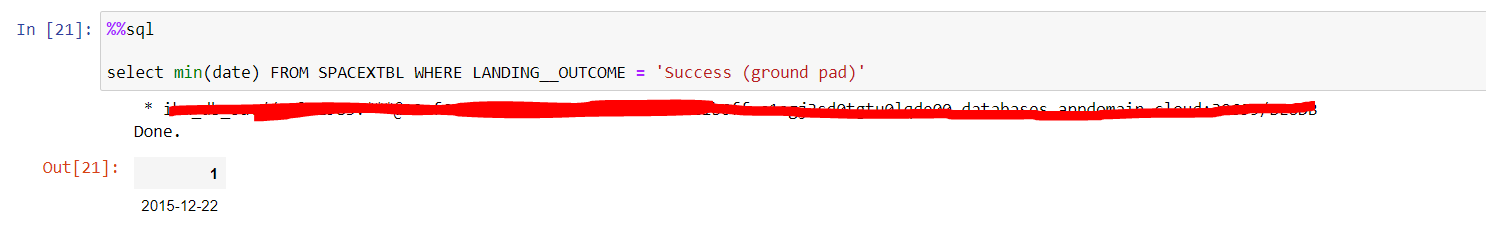 In [21]: %%sql
select min(date) FROM SPACEXTBL WHERE LANDING__OUTCOME = 'Success (ground pad)'
*
Done.
Out[21]: 1
2015-12-22